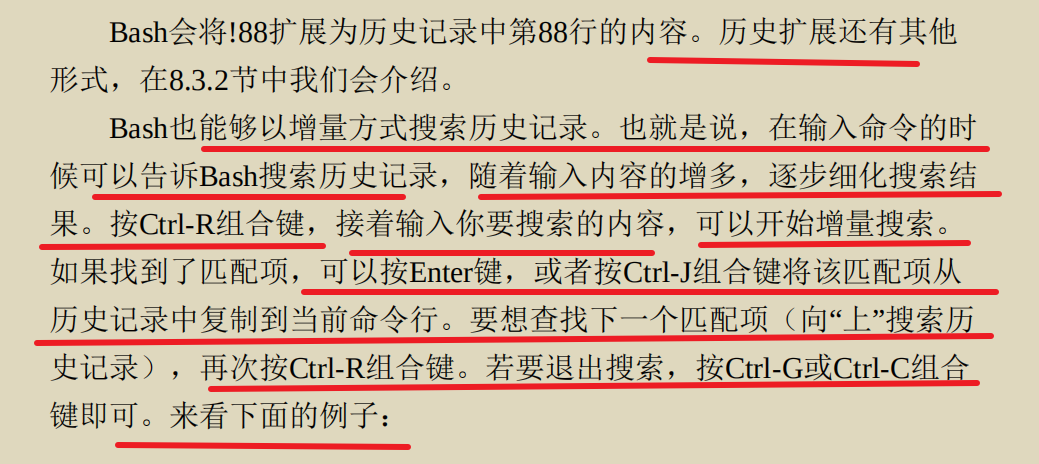 Bash会将!88扩展为历史记录中第88行的内容。历史扩展还有其他
形式，在8.3.2节中我们会介绍。
Bash也能够以增量方式搜索历史记录。也就是说，在输入命令的时
候可以告诉Bash搜索历史记录，随着输入内容的增多，逐步细化搜索结
果。按Ctrl-R组合键，接着输入你要搜索的内容，可以开始增量搜索。
如果找到了匹配项，可以按Enter键，或者按Ctrl-J组合键将该匹配项从
历史记录中复制到当前命令行。要想查找下一个匹配项（向“上”搜索历
史记录），再次按Ctrl-R组合键。若要退出搜索，按Ctrl-G或Ctrl-C组合
键即可。来看下面的例子：